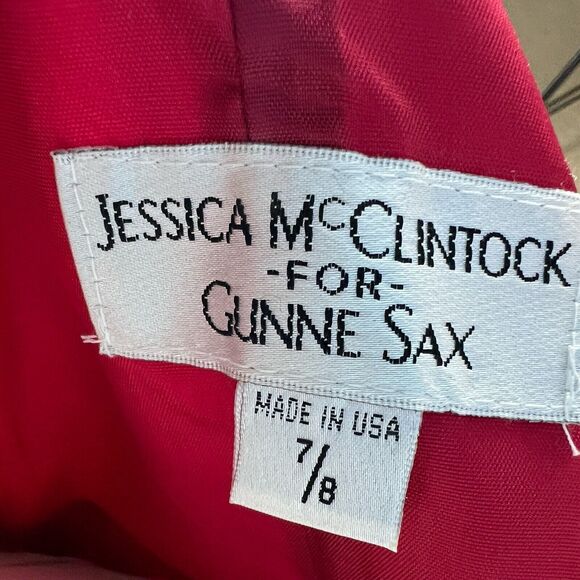 JESSICA McCLINTOCK
-FOR-
GUNNE SAX
MADE IN USA
7/8